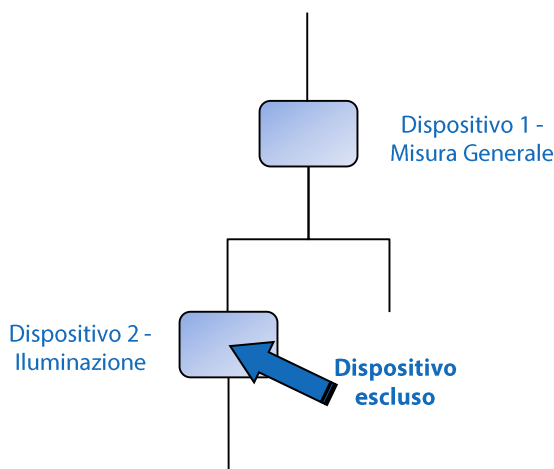 Dispositivo 1 -
Misura Generale
Dispositivo 2 -
Iluminazione
Dispositivo
escluso